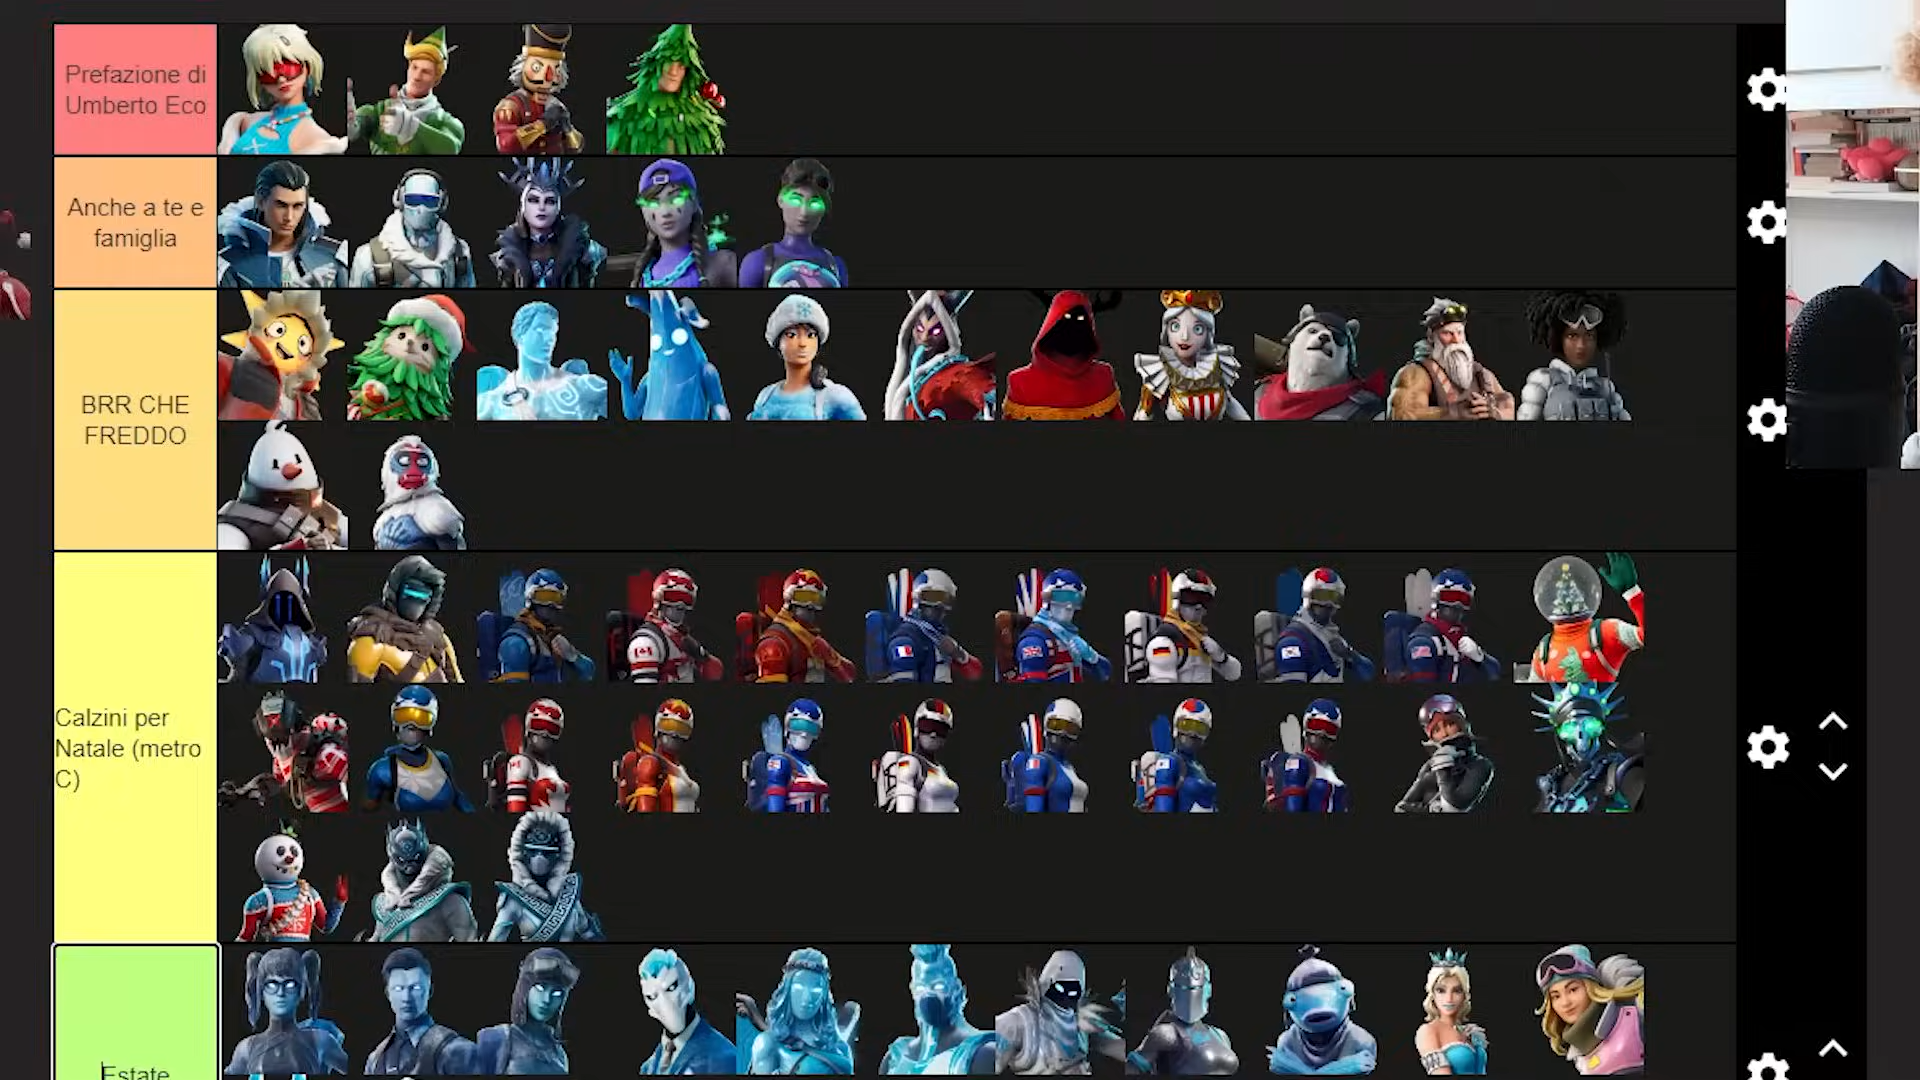 Prefazione di
Umberto Eco
Anche a te e
famiglia
BRR CHE
FREDDO
Calzini per
Natale (metro
C)
Estate